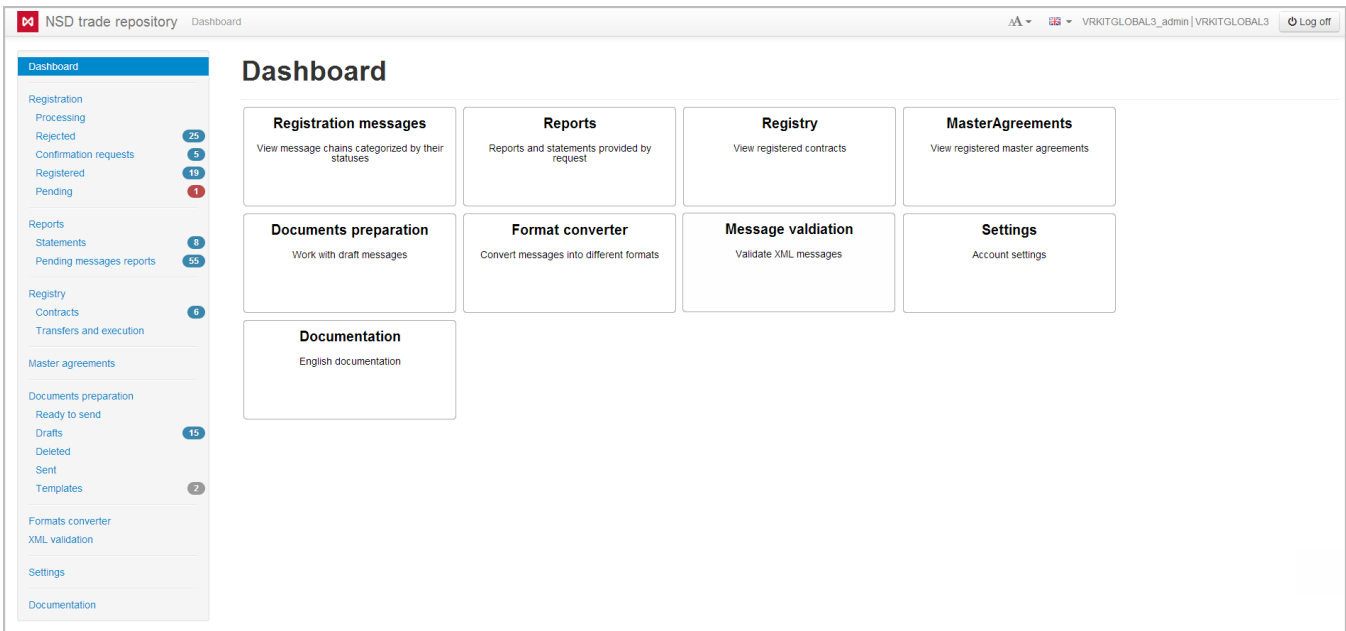 NSD trade repository Dashboard
AA VRKITGLOBAL3_admin | VRKITGLOBAL3 Log off
Dashboard
Registration
Processing
Rejected 25
Confirmation requests 5
Registered 19
Pending 1
Reports
Statements 8
Pending messages reports 55
Registry
Contracts 6
Transfers and execution
Master agreements
Documents preparation
Ready to send
Drafts 15
Deleted
Sent
Templates 2
Formats converter
XML validation
Settings
Documentation
Dashboard
Registration messages
View message chains categorized by their
statuses
Reports
Reports and statements provided by
request
Registry
View registered contracts
MasterAgreements
View registered master agreements
Documents preparation
Work with draft messages
Format converter
Convert messages into different formats
Message valdiation
Validate XML messages
Settings
Account settings
Documentation
English documentation